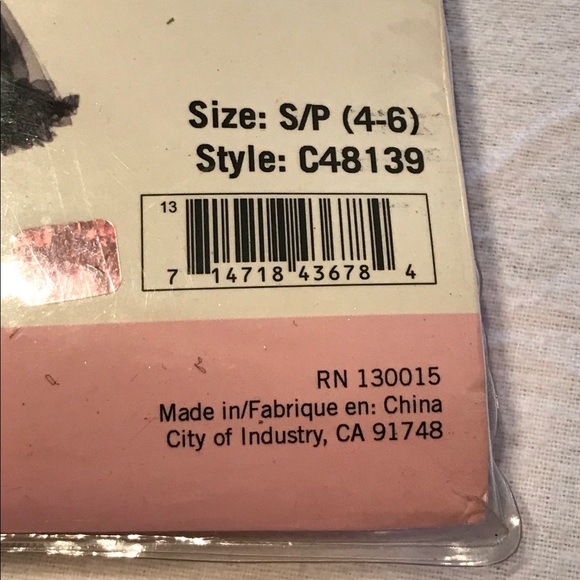 Size: S/P (4-6)
Style: C48139
13
7 14718 43678 4
RN 130015
Made in/Fabrique en: China
City of Industry, CA 91748